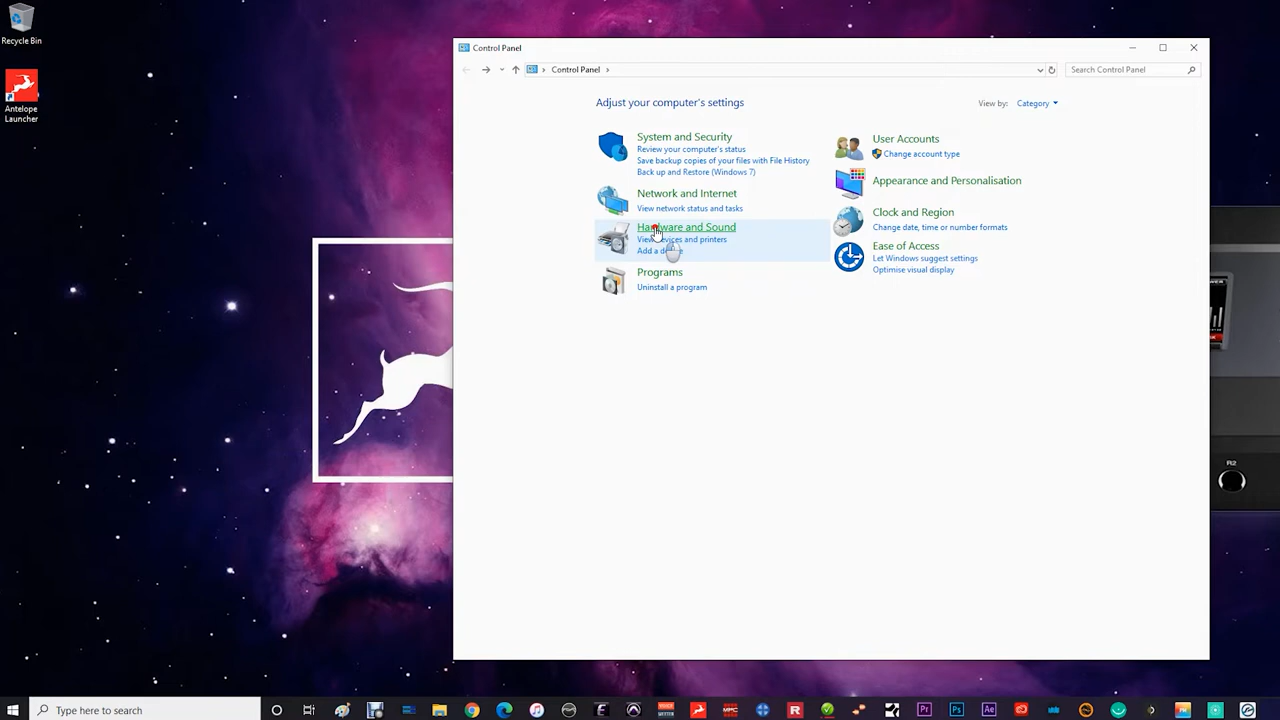 Recycle Bin
Antelope
Launcher
Control Panel
Control Panel
Search Control Panel
Adjust your computer's settings
View by: Category
System and Security
Review your computer's status
Save backup copies of your files with File History
Back up and Restore (Windows 7)
Network and Internet
View network status and tasks
Hardware and Sound
View devices and printers
Add a device
Programs
Uninstall a program
User Accounts
Change account type
Appearance and Personalisation
Clock and Region
Change date, time or number formats
Ease of Access
Let Windows suggest settings
Optimise visual display
R2
Type here to search